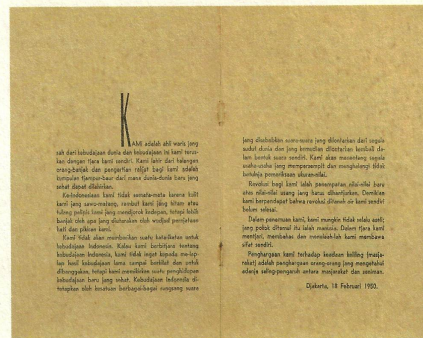 KAMI adalah ahli waris jang
sah dari kebudajaan dunia dan kebudajaan ini kami terus-
kan dengan tjara kami sendiri. Kami lahir dari kalangan
orang-banjak dan pengertian rakjat bagi kami adalah
kumpulan tjampur-baur dari mana dunia-dunia baru jang
sehat dapat dilahirkan.
Ke-Indonesiaan kami tidak semata-mata karena kulit
kami jang sawo-matang, rambut kami jang hitam atau
tulang pelipis kami jang mendjorok kedepan, tetapi lebih
banjak oleh apa jang diutarakan oleh wudjud pernjataan
hati dan pikiran kami.
Kami tidak akan memberikan suatu kata-ikatan untuk
kebudajaan Indonesia. Kalau kami berbitjara tentang
kebudajaan Indonesia, kami tidak ingat kepada me-lap-
lap hasil kebudajaan lama sampai berkilat dan untuk
dibanggakan, tetapi kami memikirkan suatu penghidupan
kebudajaan baru jang sehat. Kebudajaan Indonesia di-
tetapkan oleh kesatuan berbagai-bagai rangsang suara
jang disebabkan suara-suara jang dilontarkan dari segala
sudut dunia dan jang kemudian dilontarkan kembali da-
lam bentuk suara sendiri. Kami akan menentang segala
usaha-usaha jang mempersempit dan menghalangi tidak
betulnja pemeriksaan ukuran-nilai.
Revolusi bagi kami ialah penempatan nilai-nilai baru
atas nilai-nilai usang jang harus dihantjurkan. Demikian
kami berpendapat bahwa revolusi ditanah air kami sendiri
belum selesai.
Dalam penemuan kami, kami mungkin tidak selalu aseli;
jang pokok ditemui itu ialah manusia. Dalam tjara kami
mentjari, membahas dan menelaahlah kami membawa
sifat sendiri.
Penghargaan kami terhadap keadaan keliling (masja-
rakat) adalah penghargaan orang-orang jang mengetahui
adanja saling-pengaruh antara masjarakat dan seniman.
Djakarta, 18 Februari 1950.